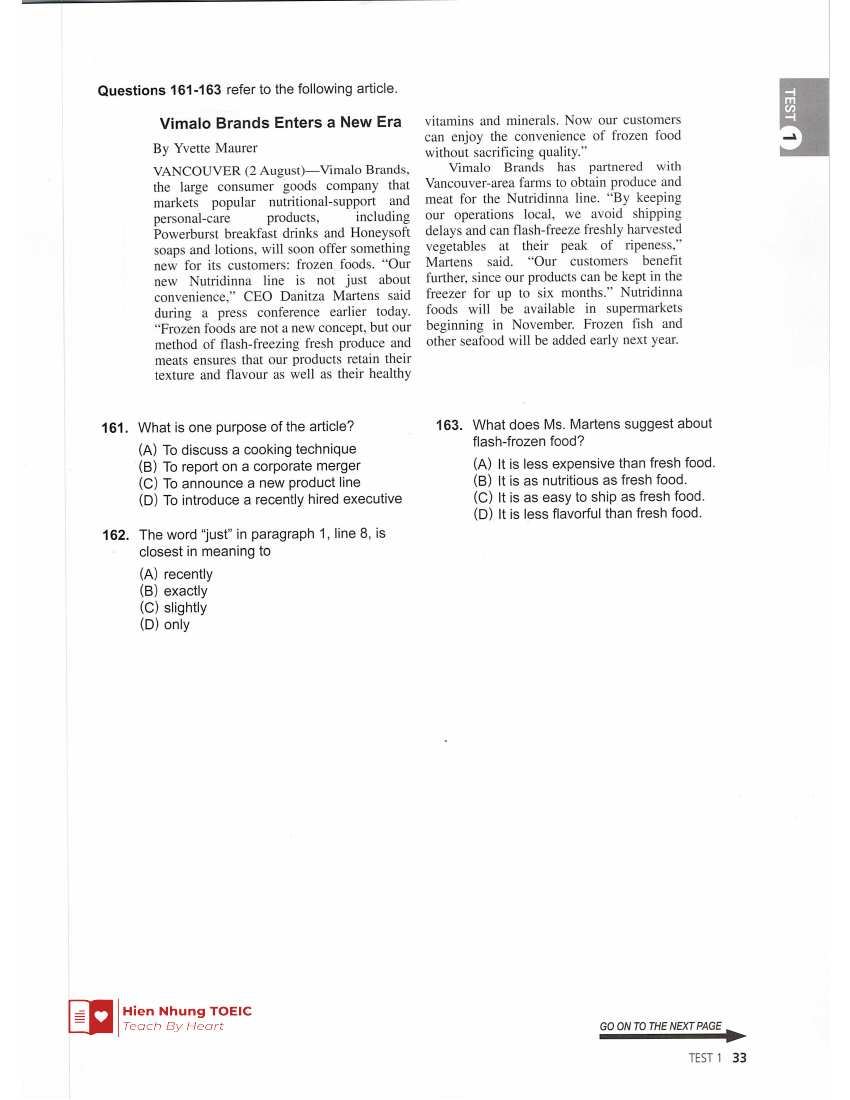 Questions 161-163 refer to the following article.
Vimalo Brands Enters a New Era
By Yvette Maurer
VANCOUVER (2 August)—Vimalo Brands,
the large consumer goods company that
markets popular nutritional-support and
personal-care products, including
Powerburst breakfast drinks and Honeysoft
soaps and lotions, will soon offer something
new for its customers: frozen foods. “Our
new Nutridinna line is not just about
convenience,” CEO Danitza Martens said
during a press conference earlier today.
“Frozen foods are not a new concept, but our
method of flash-freezing fresh produce and
meats ensures that our products retain their
texture and flavour as well as their healthy
vitamins and minerals. Now our customers
can enjoy the convenience of frozen food
without sacrificing quality.”
Vimalo Brands has partnered with
Vancouver-area farms to obtain produce and
meat for the Nutridinna line. “By keeping
our operations local, we avoid shipping
delays and can flash-freeze freshly harvested
vegetables at their peak of ripeness,”
Martens said. “Our customers benefit
further, since our products can be kept in the
freezer for up to six months.” Nutridinna
foods will be available in supermarkets
beginning in November. Frozen fish and
other seafood will be added early next year.
TEST 1
161. What is one purpose of the article?
(A) To discuss a cooking technique
(B) To report on a corporate merger
(C) To announce a new product line
(D) To introduce a recently hired executive
162. The word “just” in paragraph 1, line 8, is
closest in meaning to
(A) recently
(B) exactly
(C) slightly
(D) only
163. What does Ms. Martens suggest about
flash-frozen food?
(A) It is less expensive than fresh food.
(B) It is as nutritious as fresh food.
(C) It is as easy to ship as fresh food.
(D) It is less flavorful than fresh food.
Hien Nhung TOEIC
Teach By Heart
GO ON TO THE NEXT PAGE
TEST 1 33